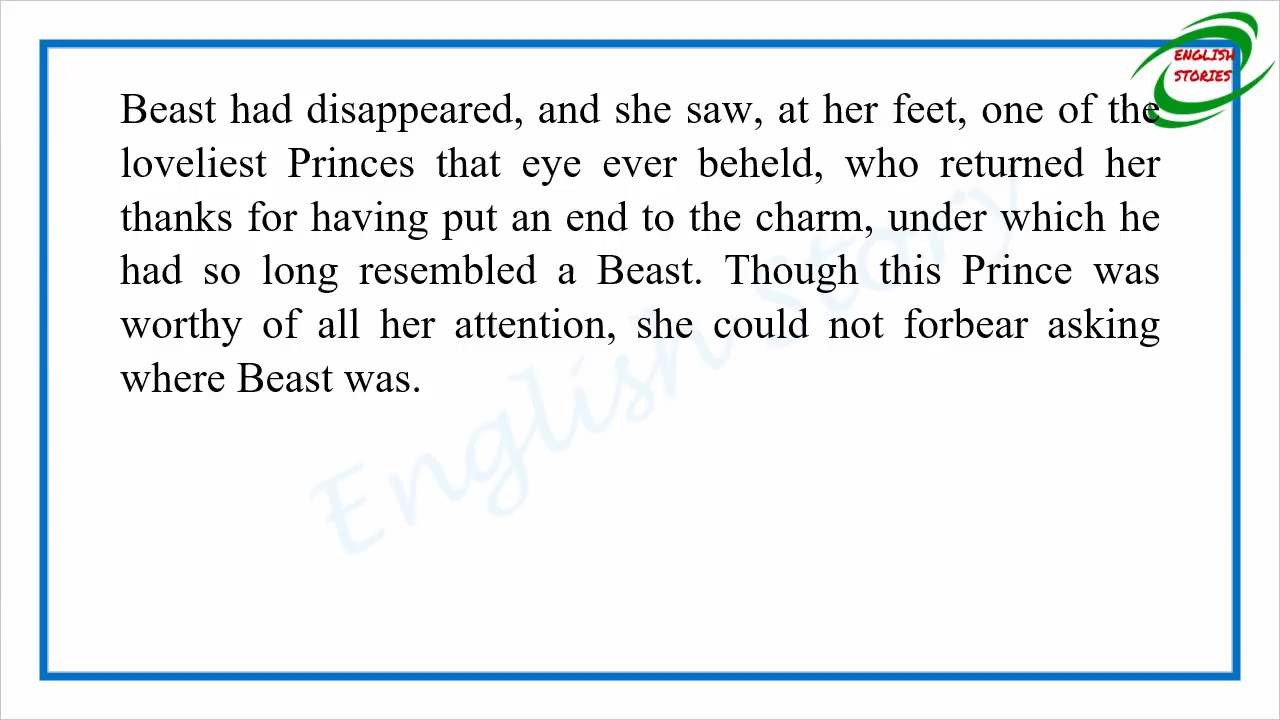 ENGLISH
STORIES
Beast had disappeared, and she saw, at her feet, one of the
loveliest Princes that eye ever beheld, who returned her
thanks for having put an end to the charm, under which he
had so long resembled a Beast. Though this Prince was
worthy of all her attention, she could not forbear asking
where Beast was.
English Story